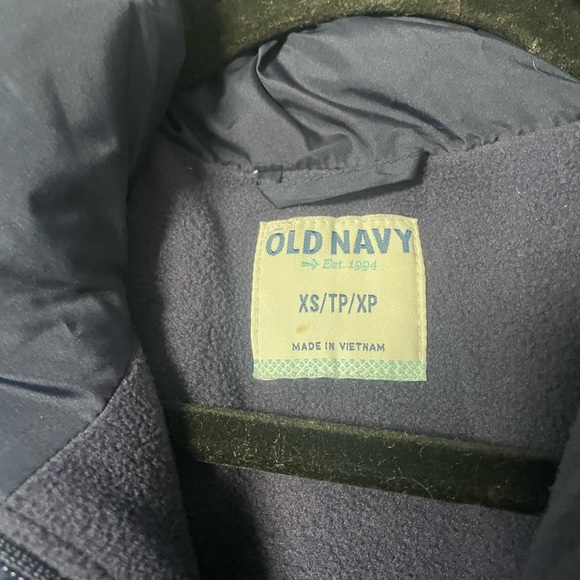 OLD NAVY
Est. 1994
XS/TP/XP
MADE IN VIETNAM